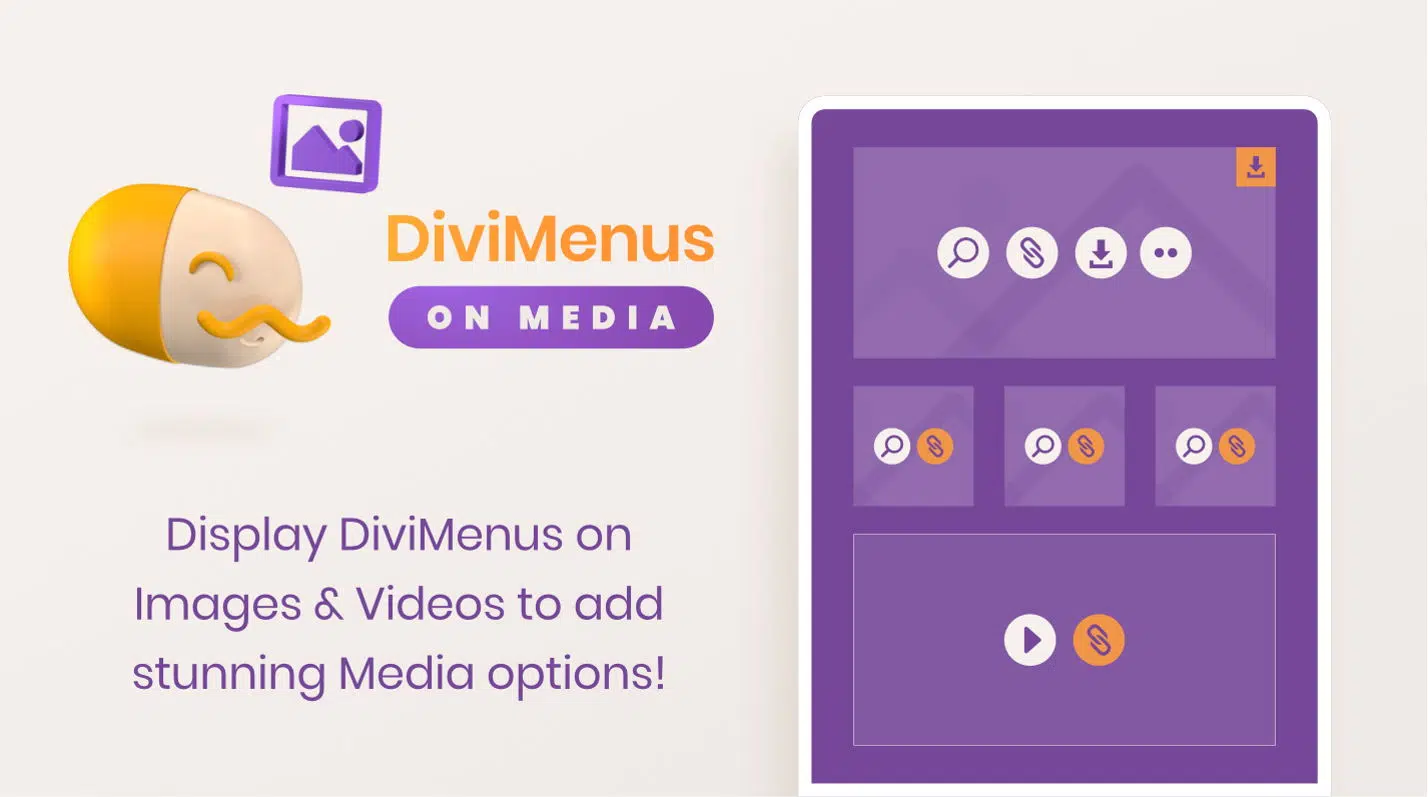 DiviMenus
ON MEDIA
Display DiviMenus on
Images & Videos to add
stunning Media options!